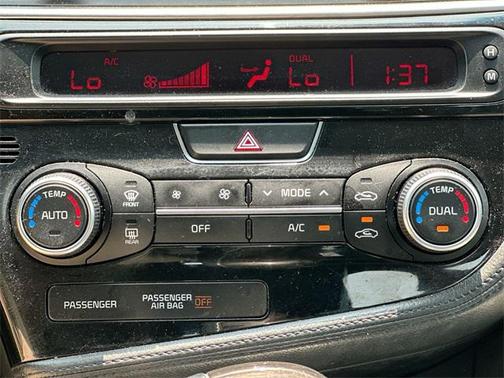 A/C DUAL
Lo Lo 1:37
H
M
TEMP FRONT MODE TEMP
AUTO DUAL
REAR OFF A/C
PASSENGER PASSENGER AIR BAG OFF